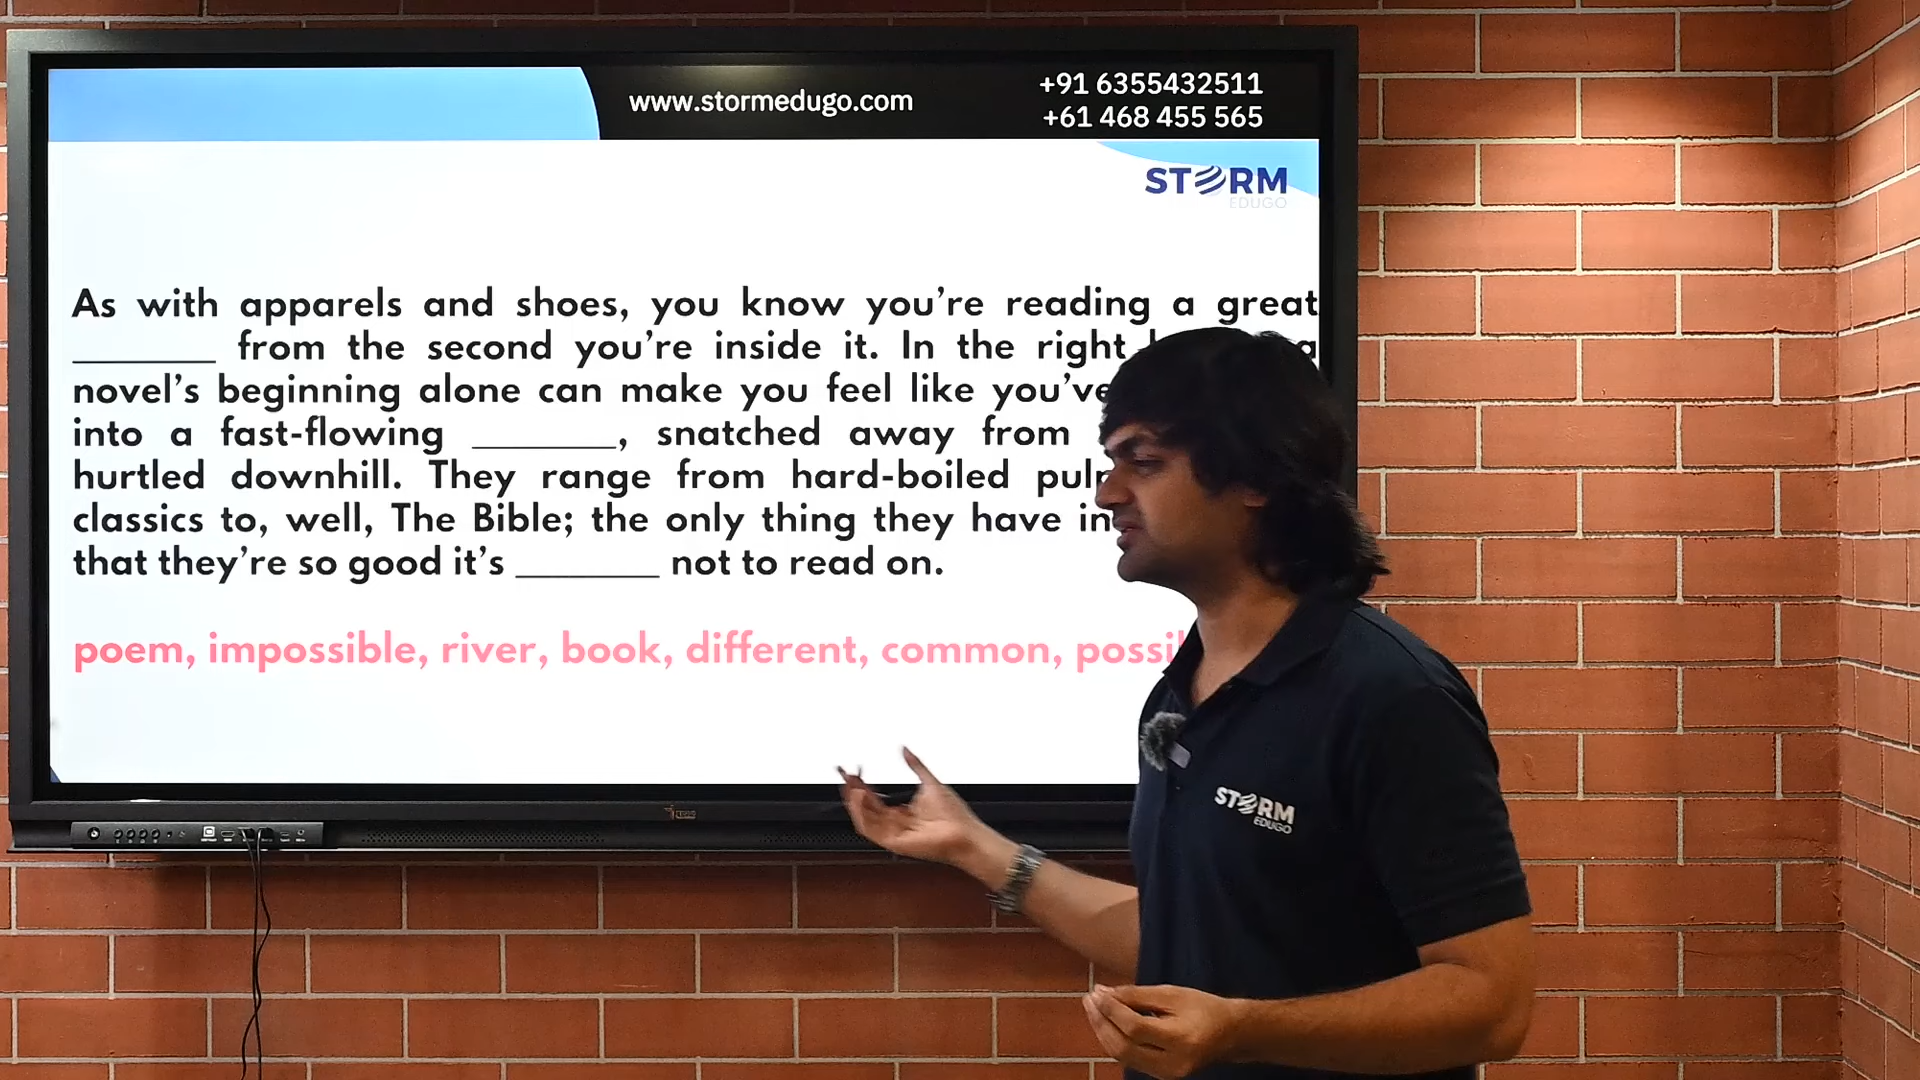 www.stormedugo.com
+91 6355432511
+61 468 455 565
STORM
EDUGO
As with apparels and shoes, you know you’re reading a great
________ from the second you’re inside it. In the right a
novel’s beginning alone can make you feel like you’ve
into a fast-flowing ________, snatched away from
hurtled downhill. They range from hard-boiled
classics to, well, The Bible; the only thing they have
that they’re so good it’s ________ not to read on.
poem, impossible, river, book, different, common,
STORM
EDUGO